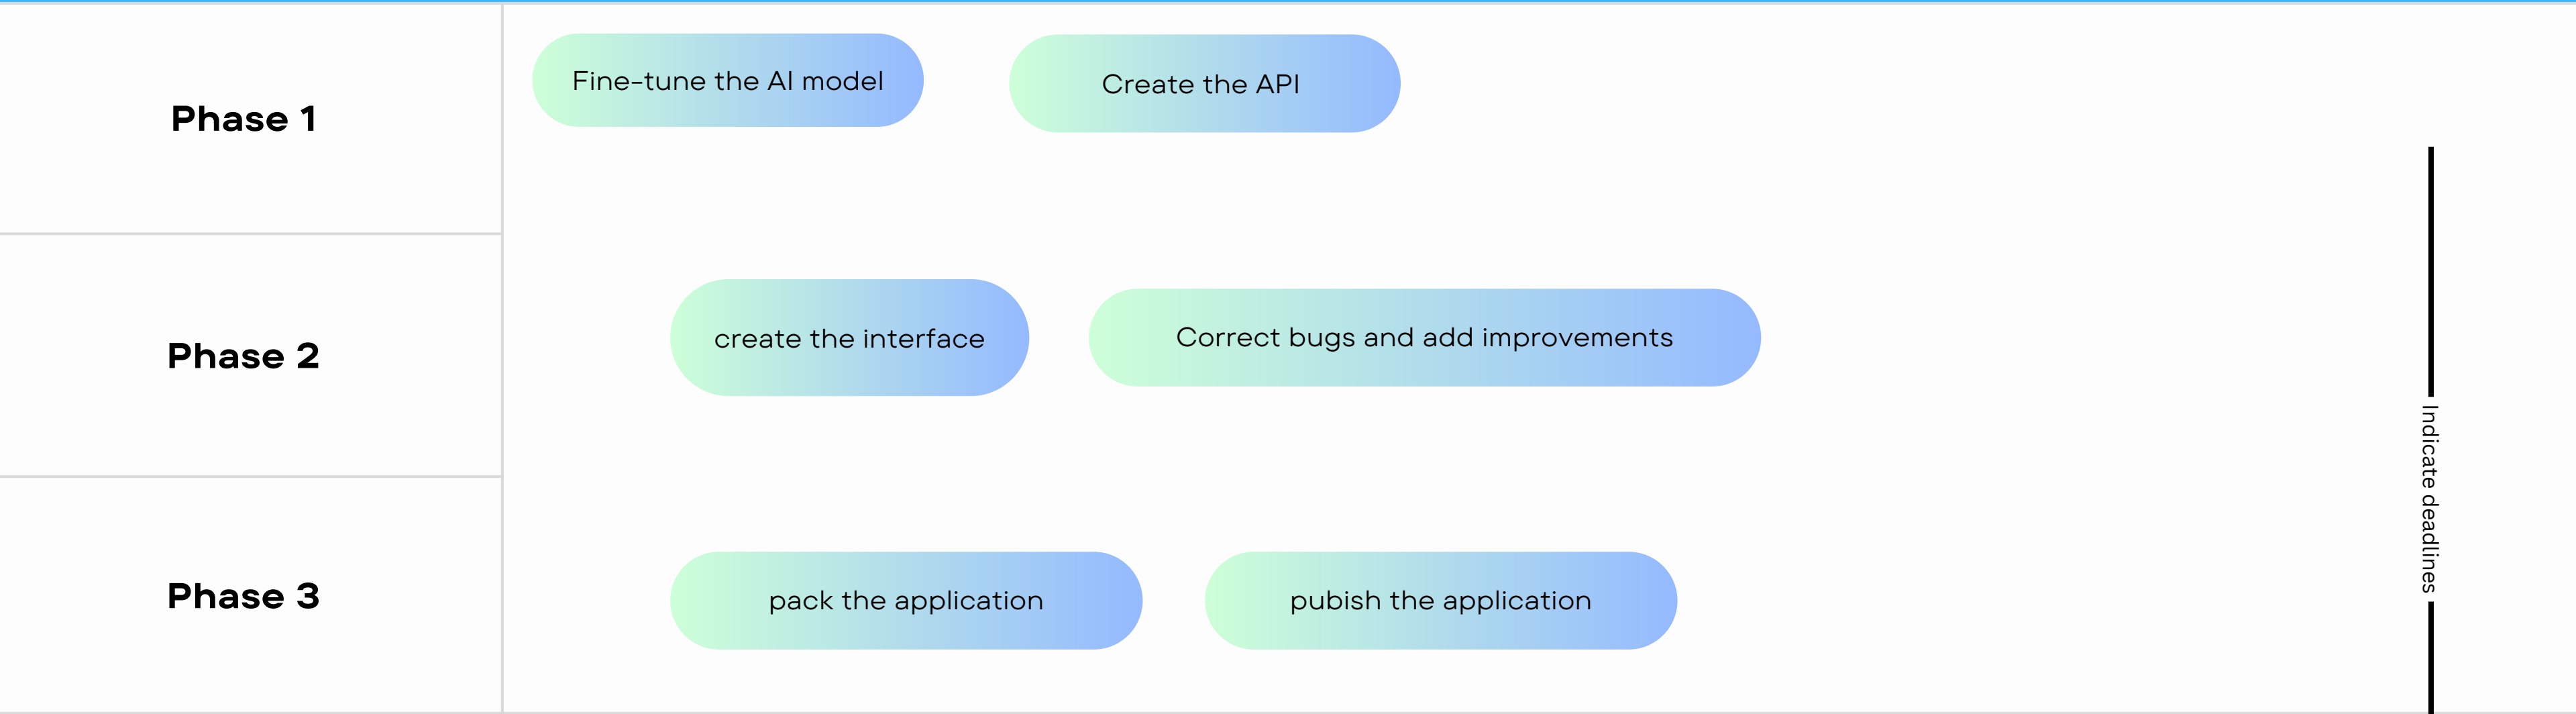 Phase 1
Fine-tune the AI model
Create the API
Phase 2
create the interface
Correct bugs and add improvements
Phase 3
pack the application
pubish the application
Indicate deadlines